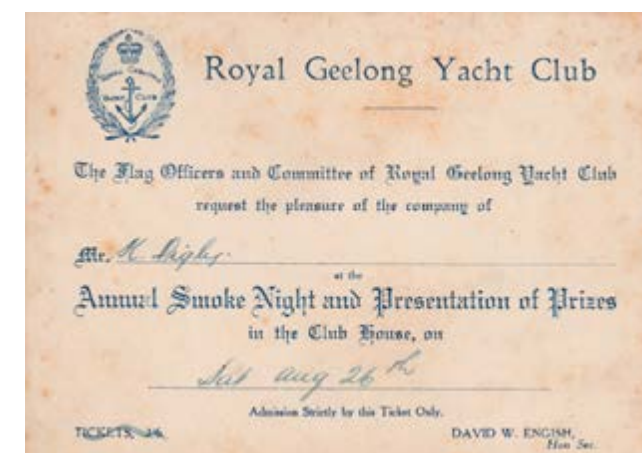 Royal Geelong Yacht Club
The Flag Officers and Committee of Royal Geelong Yacht Club
request the pleasure of the company of
Mr. K. Digby.
at the
Annual Smoke Night and Presentation of Prizes
in the Club House, on
Sat Aug 26th
Admission Strictly by this Ticket Only.
TICKETS,
DAVID W. ENGISH,
Hon Sec.